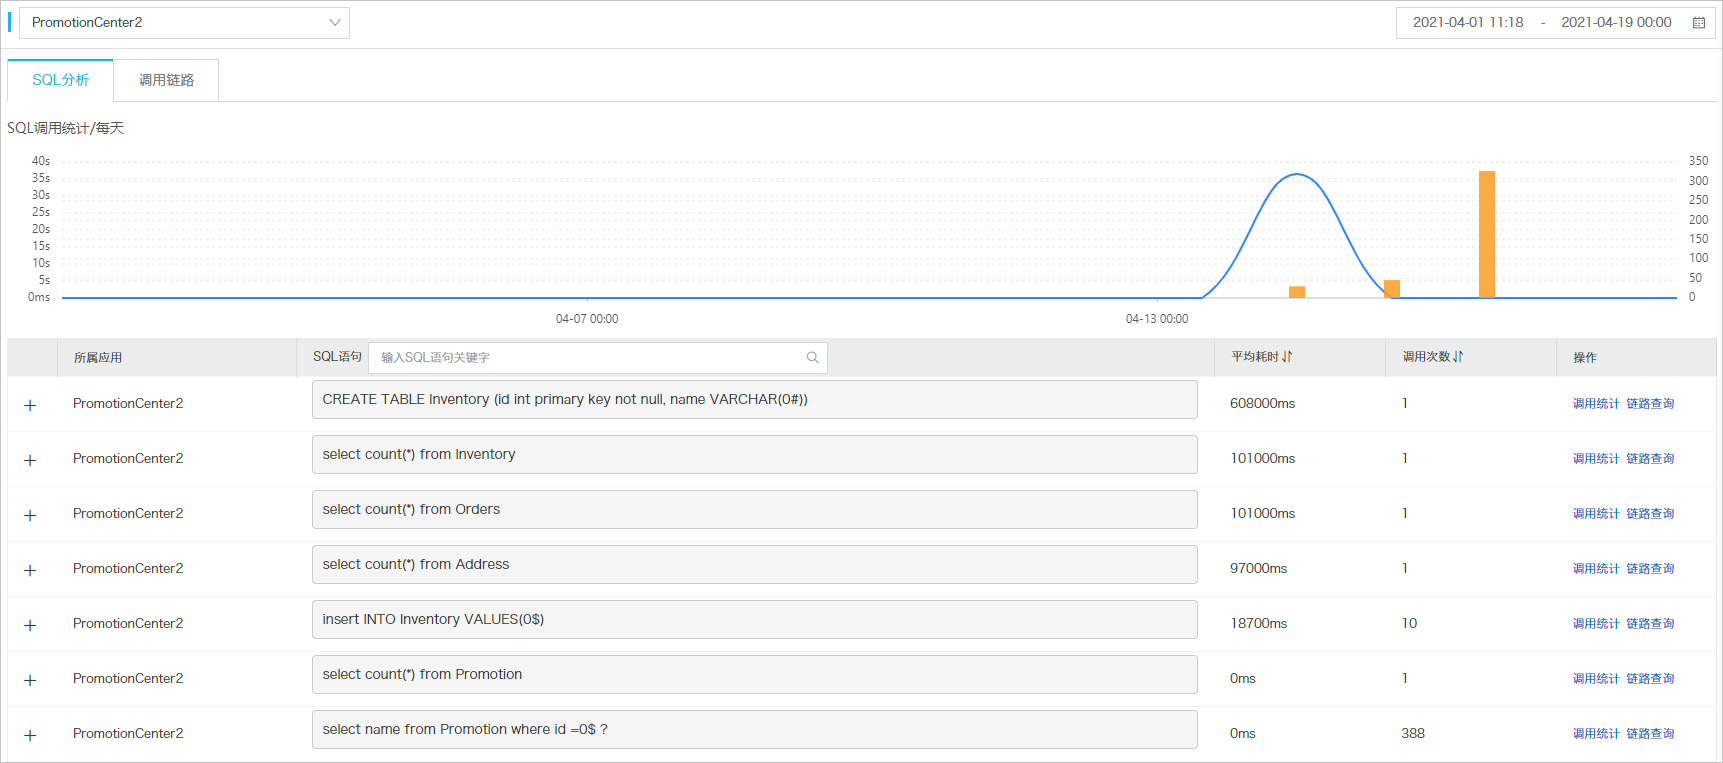 PromotionCenter2
2021-04-01 11:18 - 2021-04-19 00:00
SQL分析 调用链路
SQL调用统计/每天
40s 350
35s 300
30s 250
25s 200
20s 150
15s 100
10s 50
5s 0
0ms
04-07 00:00 04-13 00:00
所属应用 SQL语句 输入SQL语句关键字 平均耗时 调用次数 操作
PromotionCenter2 CREATE TABLE Inventory (id int primary key not null, name VARCHAR(0#)) 608000ms 1 调用统计 链路查询
PromotionCenter2 select count(*) from Inventory 101000ms 1 调用统计 链路查询
PromotionCenter2 select count(*) from Orders 101000ms 1 调用统计 链路查询
PromotionCenter2 select count(*) from Address 97000ms 1 调用统计 链路查询
PromotionCenter2 insert INTO Inventory VALUES(0$) 18700ms 10 调用统计 链路查询
PromotionCenter2 select count(*) from Promotion 0ms 1 调用统计 链路查询
PromotionCenter2 select name from Promotion where id =0$ ? 0ms 388 调用统计 链路查询